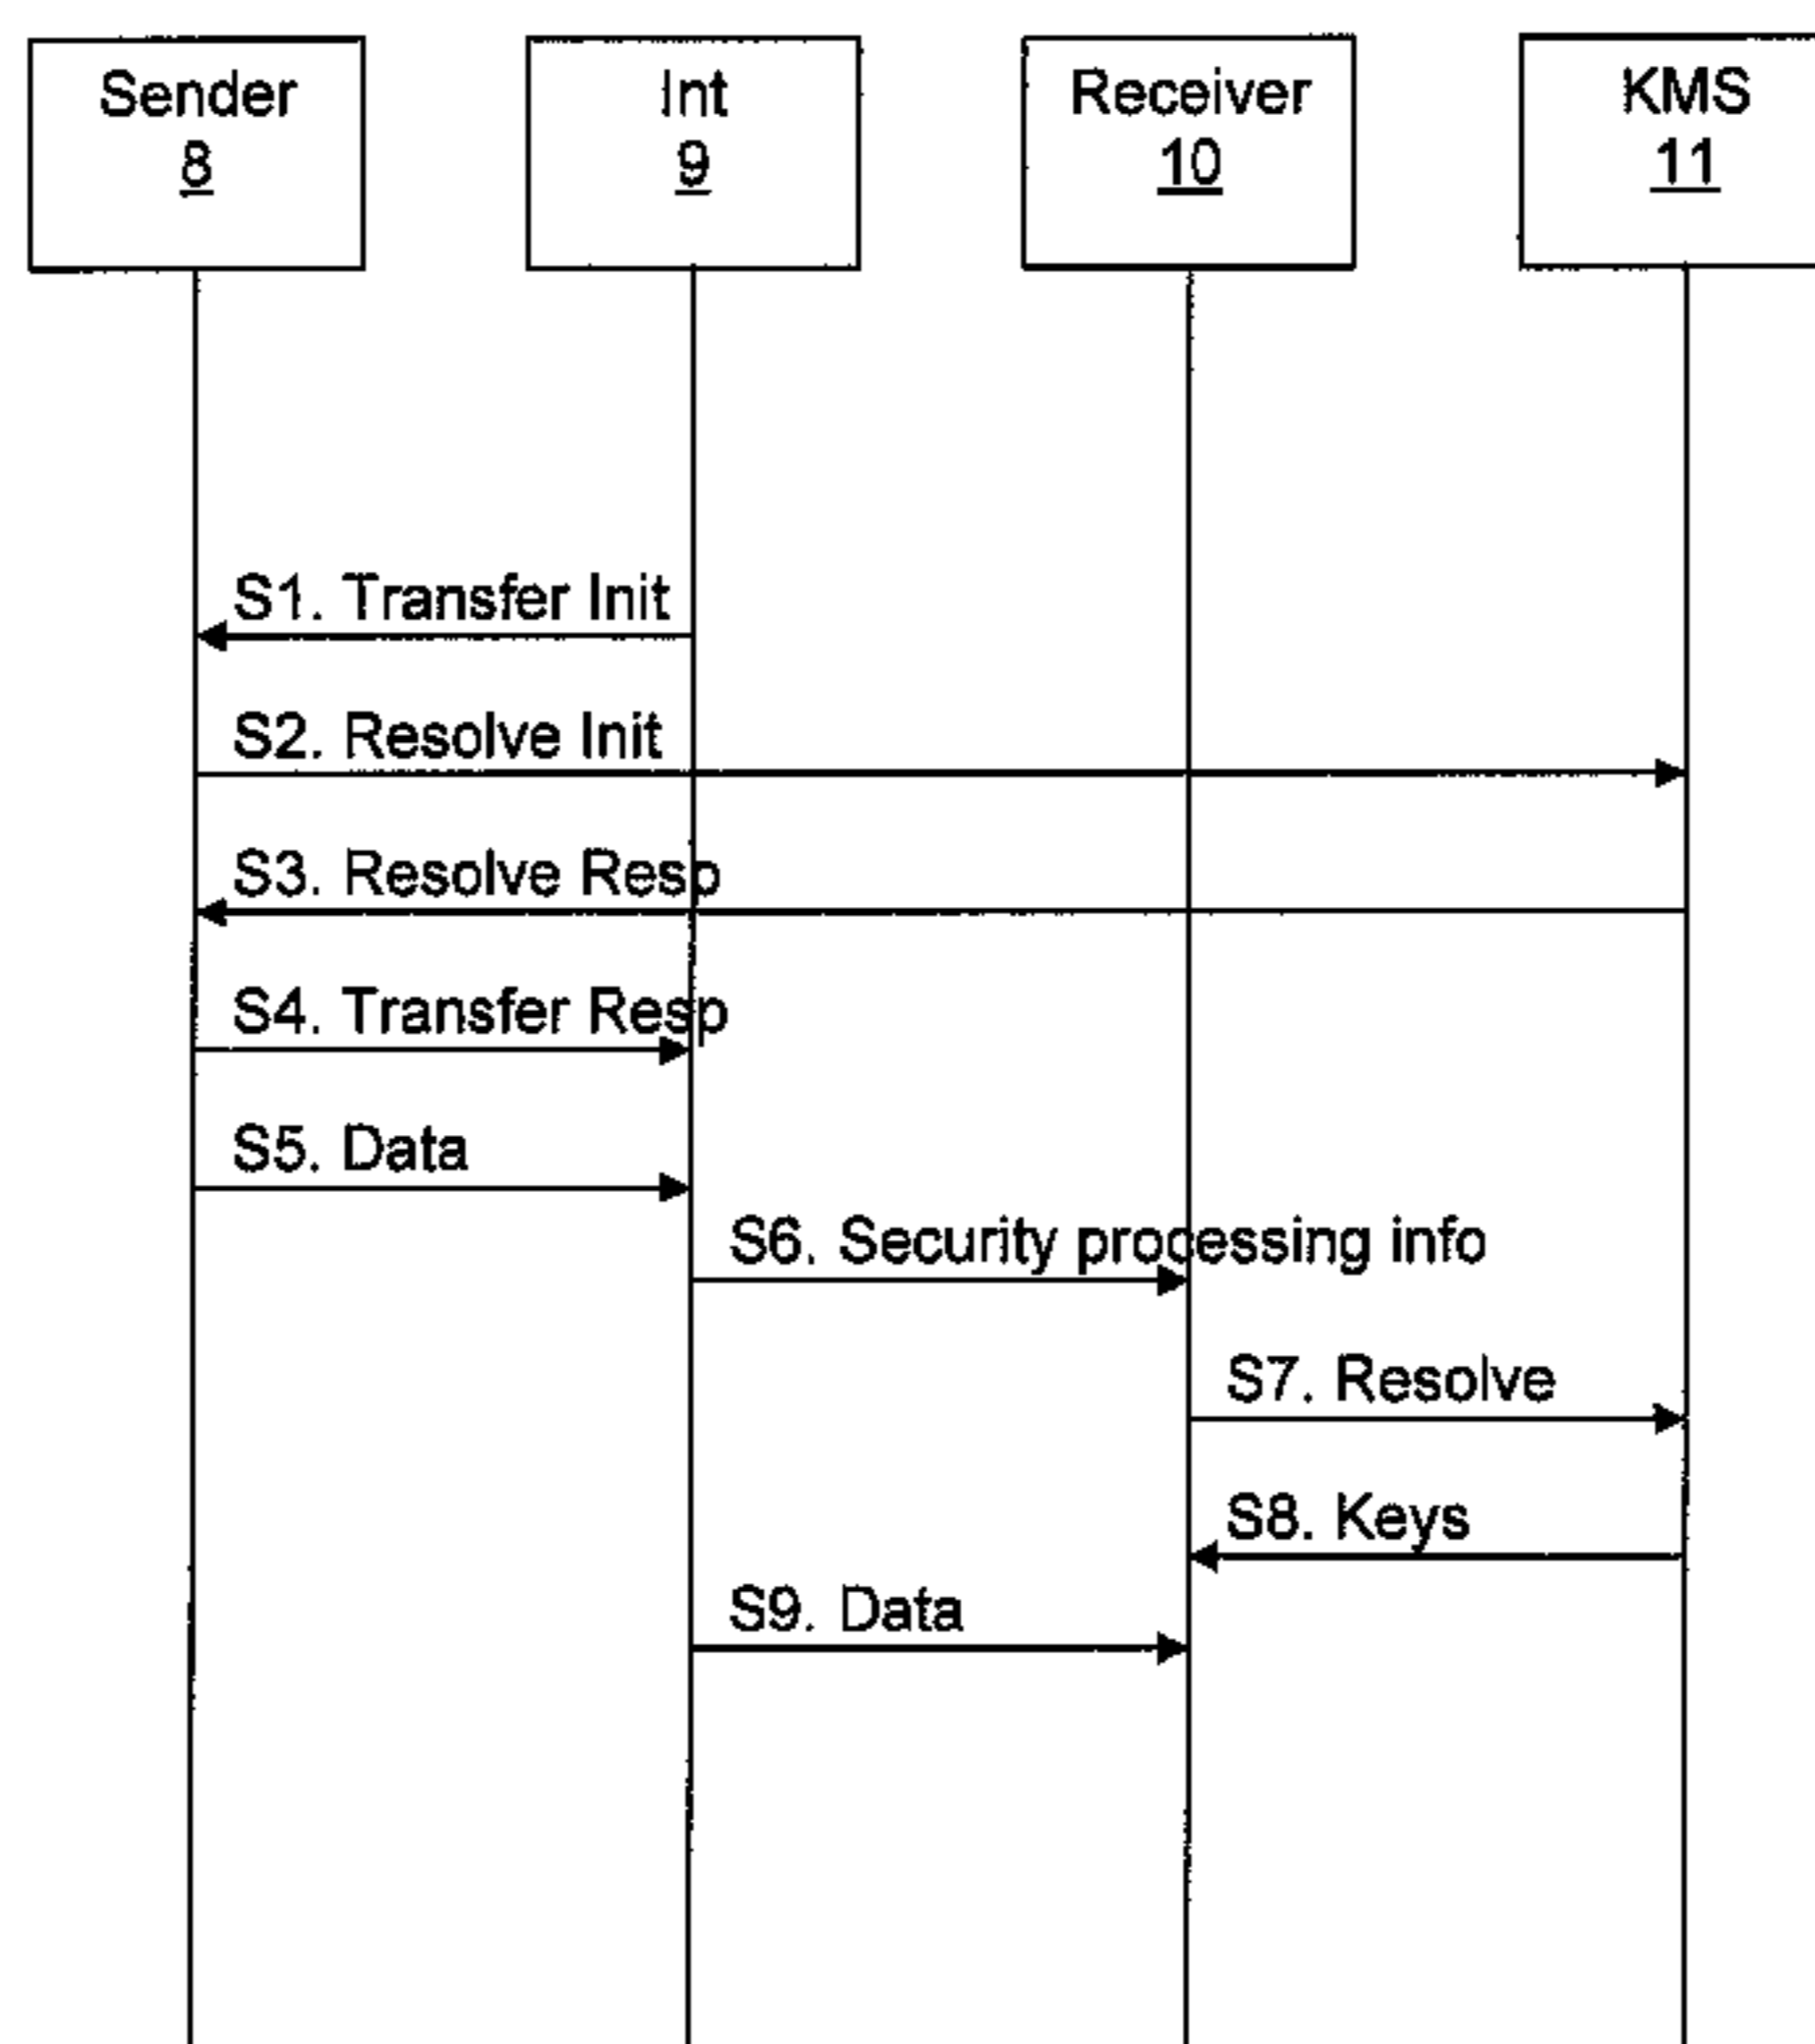 Sender
8
Int
9
Receiver
10
KMS
11
S1. Transfer Init
S2. Resolve Init
S3. Resolve Resp
S4. Transfer Resp
S5. Data
S6. Security processing info
S7. Resolve
S8. Keys
S9. Data